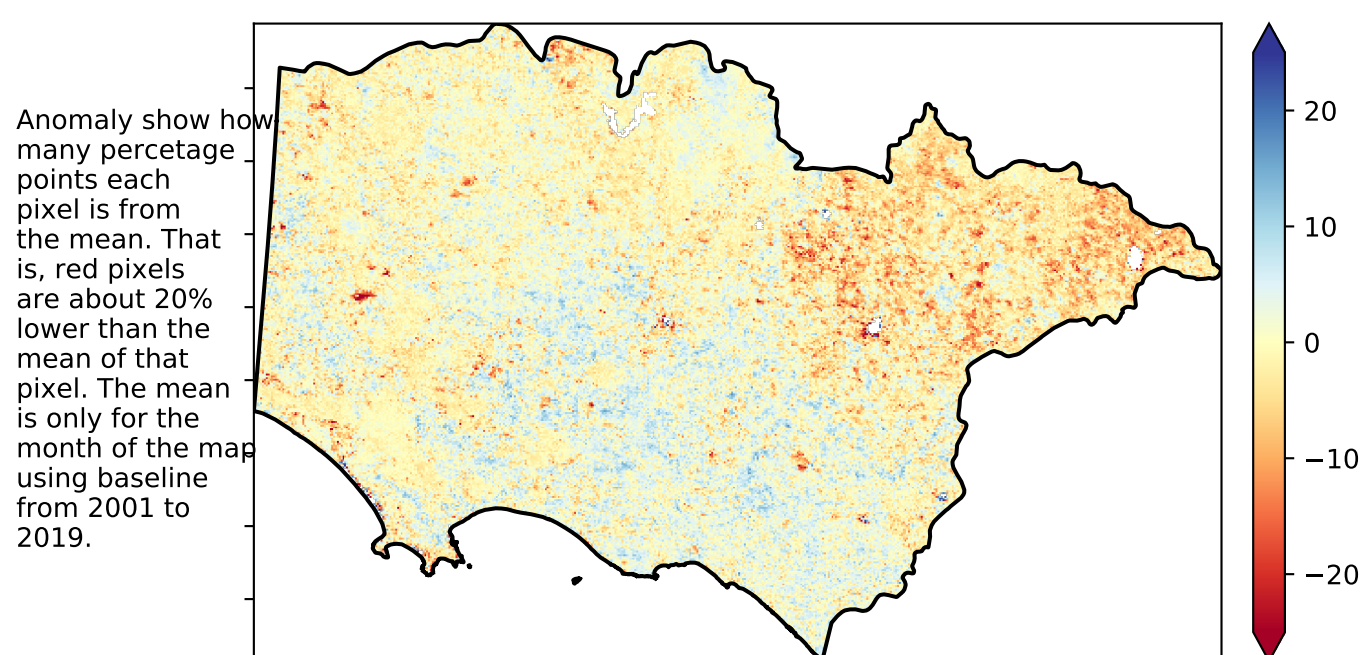 Anomaly show how
many percetage
points each
pixel is from
the mean. That
is, red pixels
are about 20%
lower than the
mean of that
pixel. The mean
is only for the
month of the map
using baseline
from 2001 to
2019.
20
10
0
−10
−20